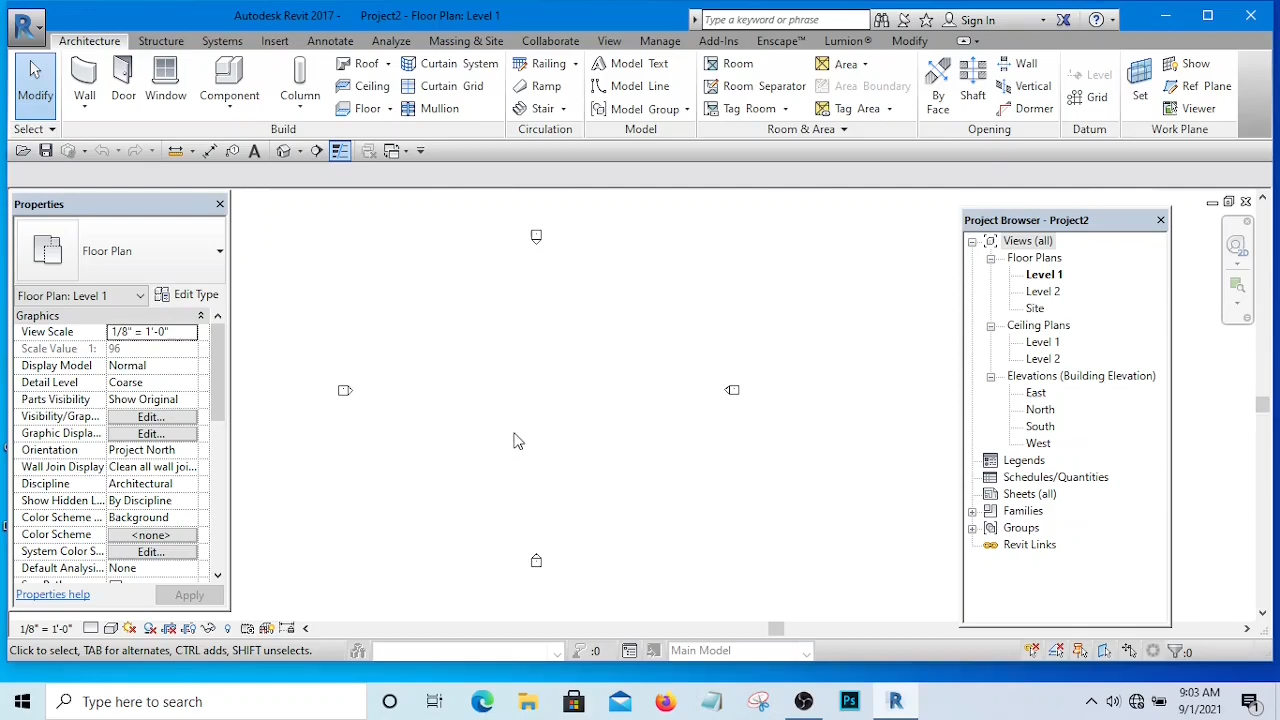 Autodesk Revit 2017 - Project2 - Floor Plan: Level 1
Type a keyword or phrase
Sign In
Architecture Structure Systems Insert Annotate Analyze Massing & Site Collaborate View Manage Add-Ins Enscape™ Lumion® Modify
Modify
Wall
Door
Window
Component
Column
Roof
Ceiling
Floor
Curtain System
Curtain Grid
Mullion
Railing
Ramp
Stair
Model Text
Model Line
Model Group
Room
Room Separator
Tag Room
Area
Area Boundary
Tag Area
By Face
Shaft
Wall
Vertical
Dormer
Level
Grid
Set
Show
Ref Plane
Viewer
Select Build Circulation Model Room & Area Opening Datum Work Plane
Properties
Floor Plan
Floor Plan: Level 1 Edit Type
Graphics
View Scale 1/8" = 1'-0"
Scale Value 1: 96
Display Model Normal
Detail Level Coarse
Parts Visibility Show Original
Visibility/Grap... Edit...
Graphic Displa... Edit...
Orientation Project North
Wall Join Display Clean all wall joi...
Discipline Architectural
Show Hidden L... By Discipline
Color Scheme ... Background
Color Scheme <none>
System Color S... Edit...
Default Analysi... None
Properties help Apply
Project Browser - Project2
Views (all)
Floor Plans
Level 1
Level 2
Site
Ceiling Plans
Level 1
Level 2
Elevations (Building Elevation)
East
North
South
West
Legends
Schedules/Quantities
Sheets (all)
Families
Groups
Revit Links
2D
1/8" = 1'-0"
Click to select, TAB for alternates, CTRL adds, SHIFT unselects.
:0
Main Model
:0
Type here to search
9:03 AM
9/1/2021